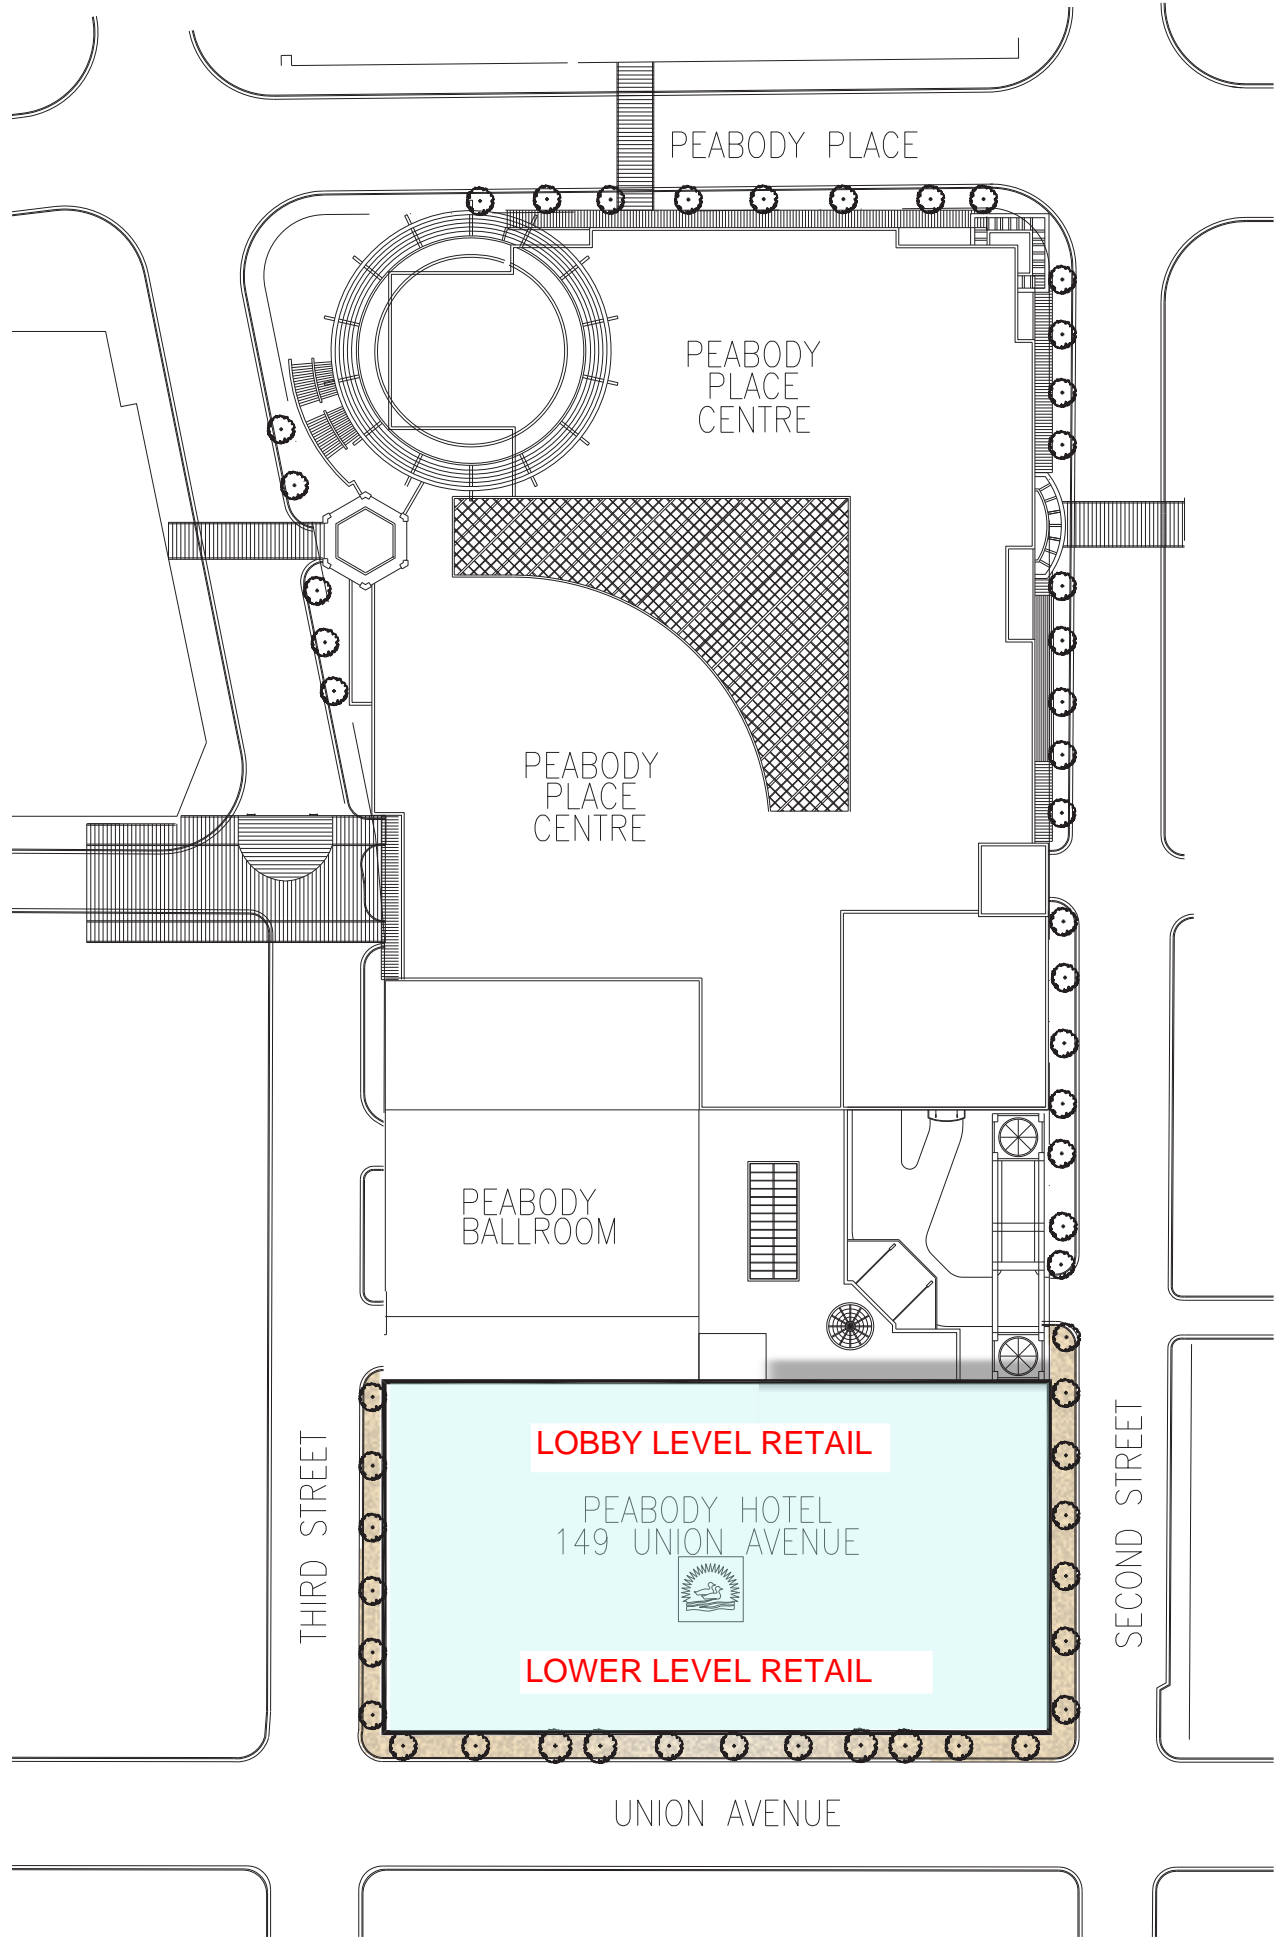 PEABODY PLACE
PEABODY
PLACE
CENTRE
PEABODY
PLACE
CENTRE
PEABODY
BALLROOM
LOBBY LEVEL RETAIL
PEABODY HOTEL
149 UNION AVENUE
LOWER LEVEL RETAIL
THIRD STREET
SECOND STREET
UNION AVENUE